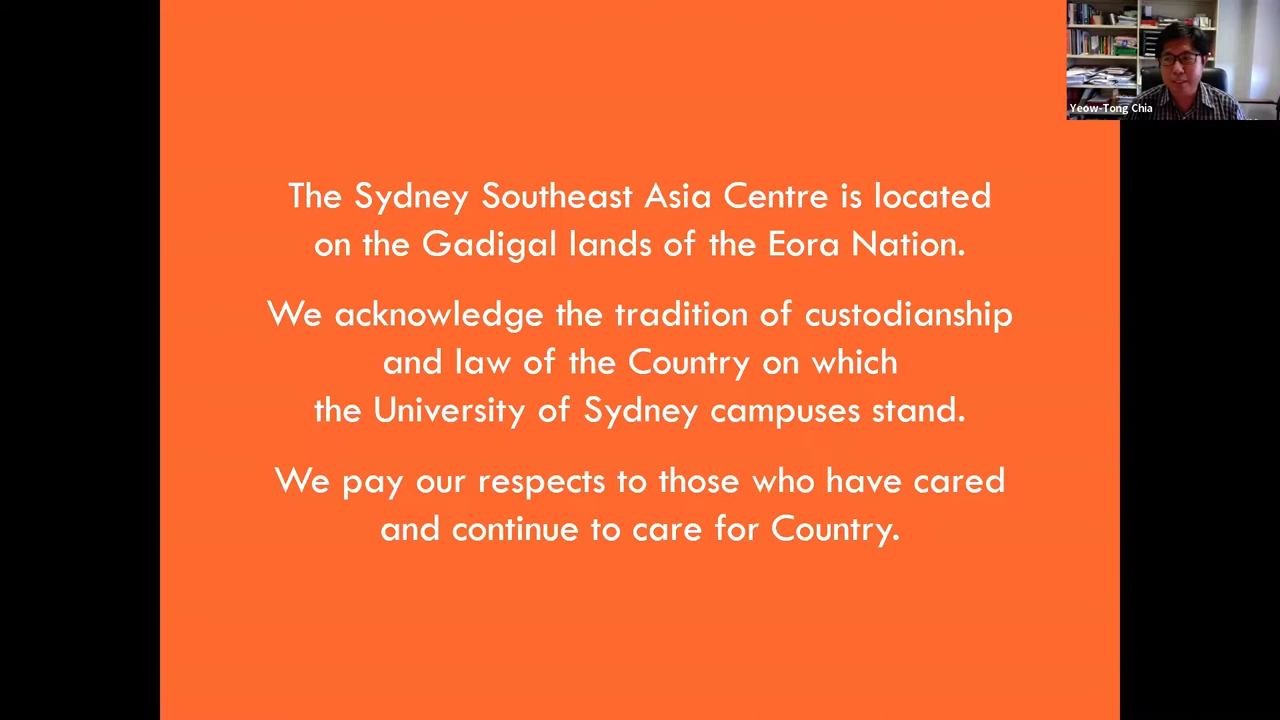 Yeow-Tong Chia
The Sydney Southeast Asia Centre is located
on the Gadigal lands of the Eora Nation.
We acknowledge the tradition of custodianship
and law of the Country on which
the University of Sydney campuses stand.
We pay our respects to those who have cared
and continue to care for Country.